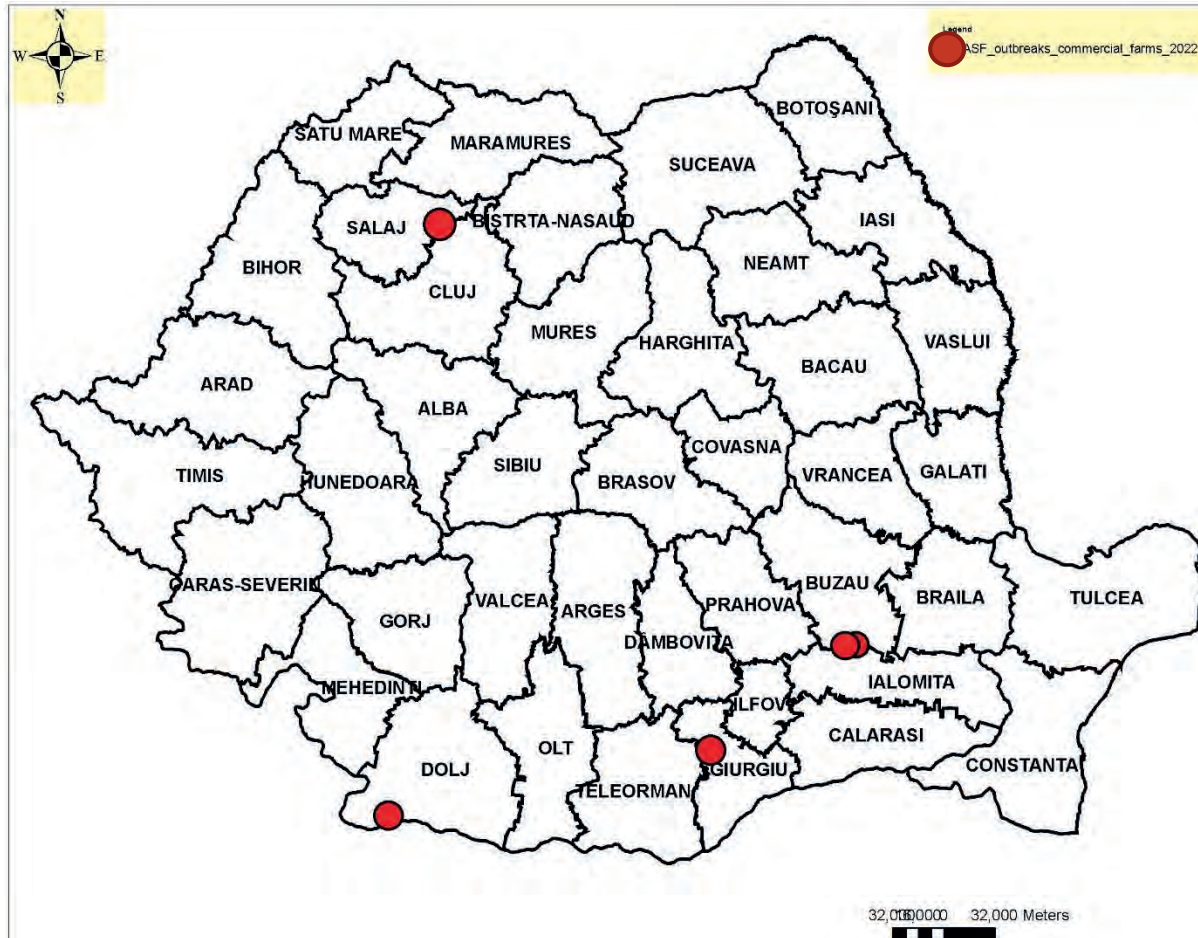 N
W E
S
Legend
ASF_outbreaks_commercial_farms_2022
BOTOŞANI
SATU MARE
MARAMURES
SUCEAVA
SALAJ
BISTRTA-NASAUD
IASI
BIHOR
NEAMT
CLUJ
MURES
HARGHITA
VASLUI
BACAU
ARAD
ALBA
COVASNA
SIBIU
BRASOV
VRANCEA
GALATI
TIMIS
HUNEDOARA
CARAS-SEVERIN
BUZAU
BRAILA
TULCEA
VALCEA
ARGES
PRAHOVA
GORJ
DAMBOVITA
MEHEDINTI
IALOMITA
ILFOV
CALARASI
OLT
DOLJ
GIURGIU
CONSTANTA
TELEORMAN
32,000 Meters